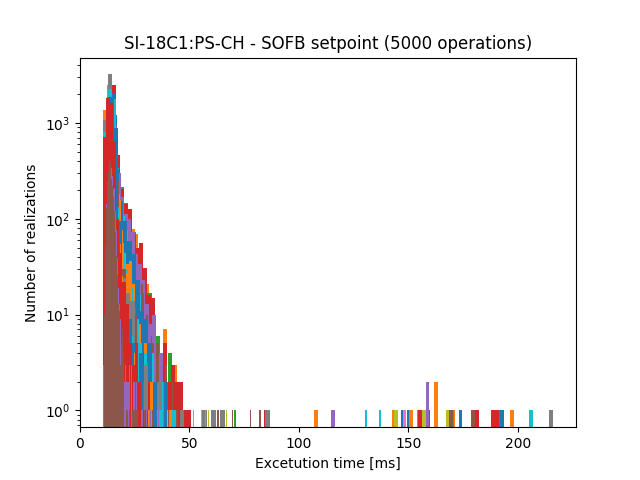 SI-18C1:PS-CH - SOFB setpoint (5000 operations)
Number of realizations
10³
10²
10¹
10⁰
0 50 100 150 200
Excetution time [ms]